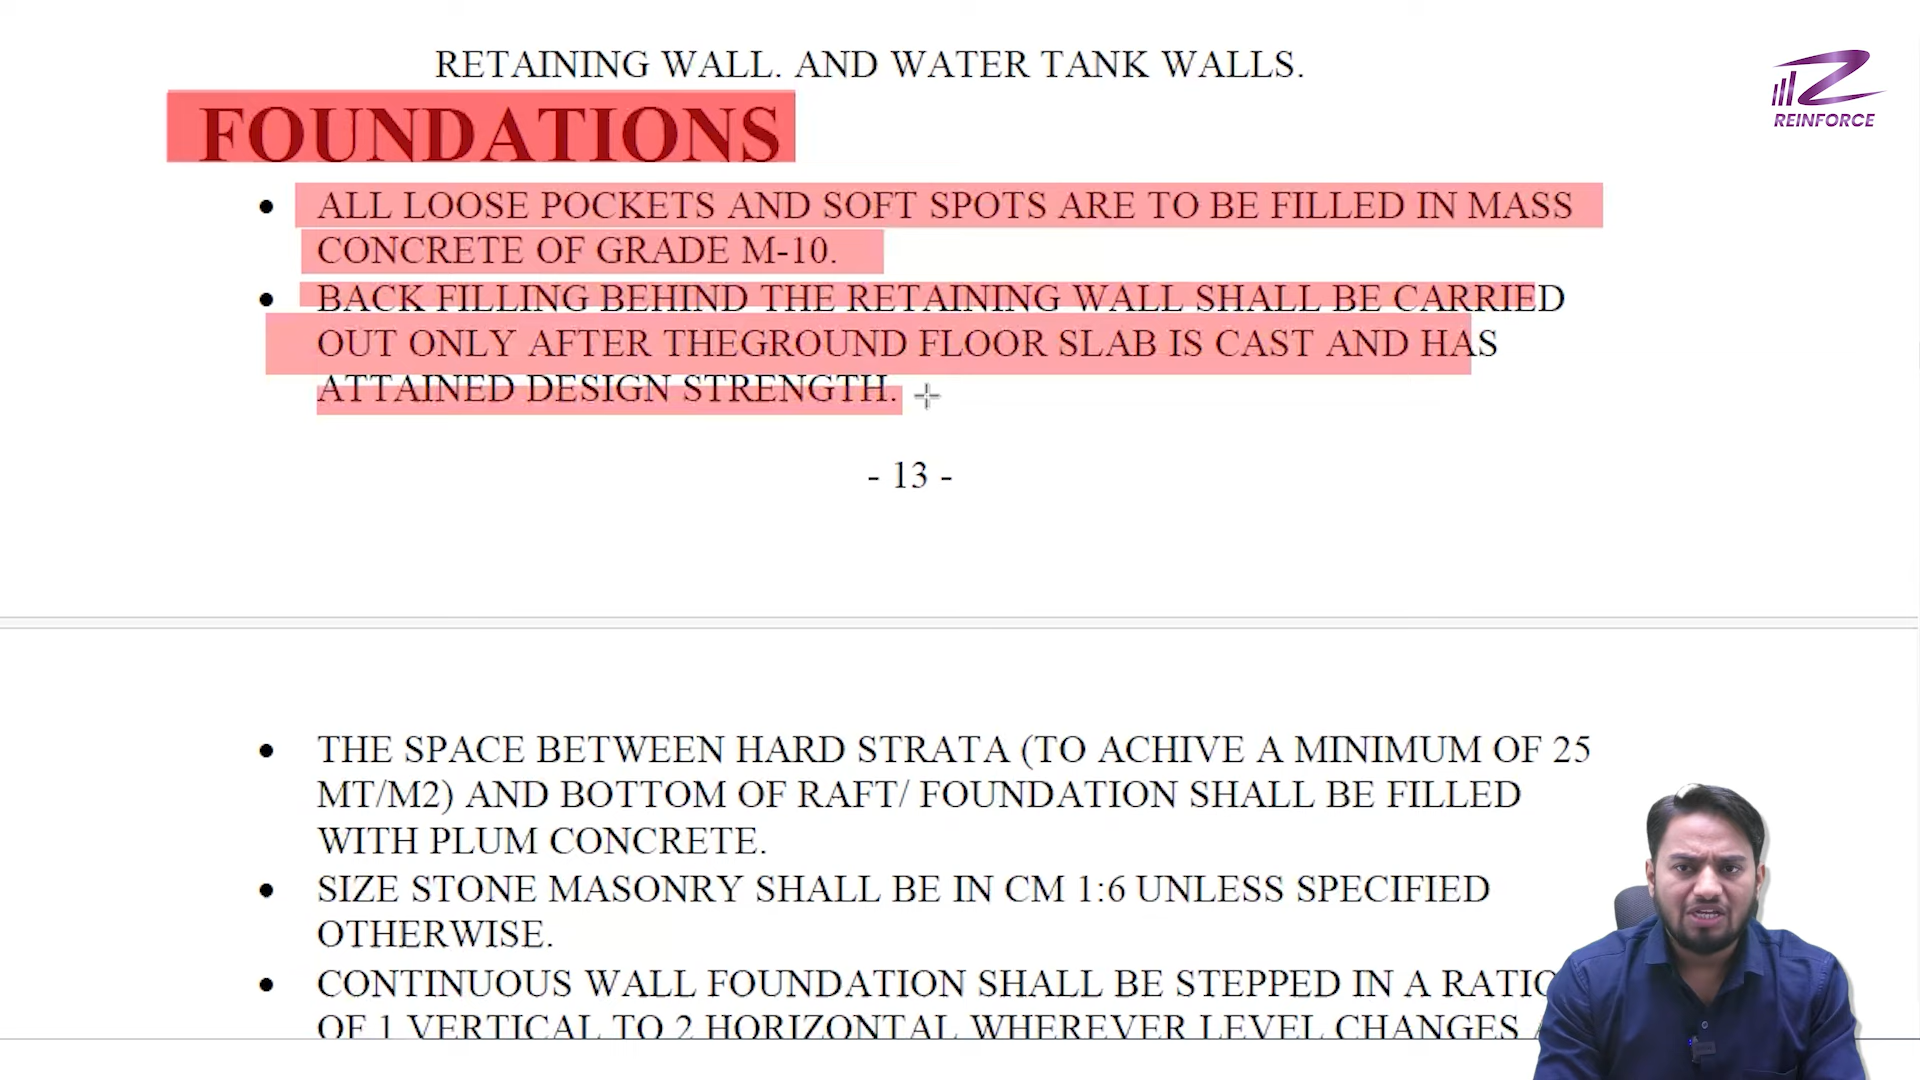 RETAINING WALL. AND WATER TANK WALLS.
REINFORCE
FOUNDATIONS
• ALL LOOSE POCKETS AND SOFT SPOTS ARE TO BE FILLED IN MASS
CONCRETE OF GRADE M-10.
• BACK FILLING BEHIND THE RETAINING WALL SHALL BE CARRIED
OUT ONLY AFTER THEGROUND FLOOR SLAB IS CAST AND HAS
ATTAINED DESIGN STRENGTH.
- 13 -
• THE SPACE BETWEEN HARD STRATA (TO ACHIVE A MINIMUM OF 25
MT/M2) AND BOTTOM OF RAFT/ FOUNDATION SHALL BE FILLED
WITH PLUM CONCRETE.
• SIZE STONE MASONRY SHALL BE IN CM 1:6 UNLESS SPECIFIED
OTHERWISE.
• CONTINUOUS WALL FOUNDATION SHALL BE STEPPED IN A RATIO
OF 1 VERTICAL TO 2 HORIZONTAL WHEREVER LEVEL CHANGES